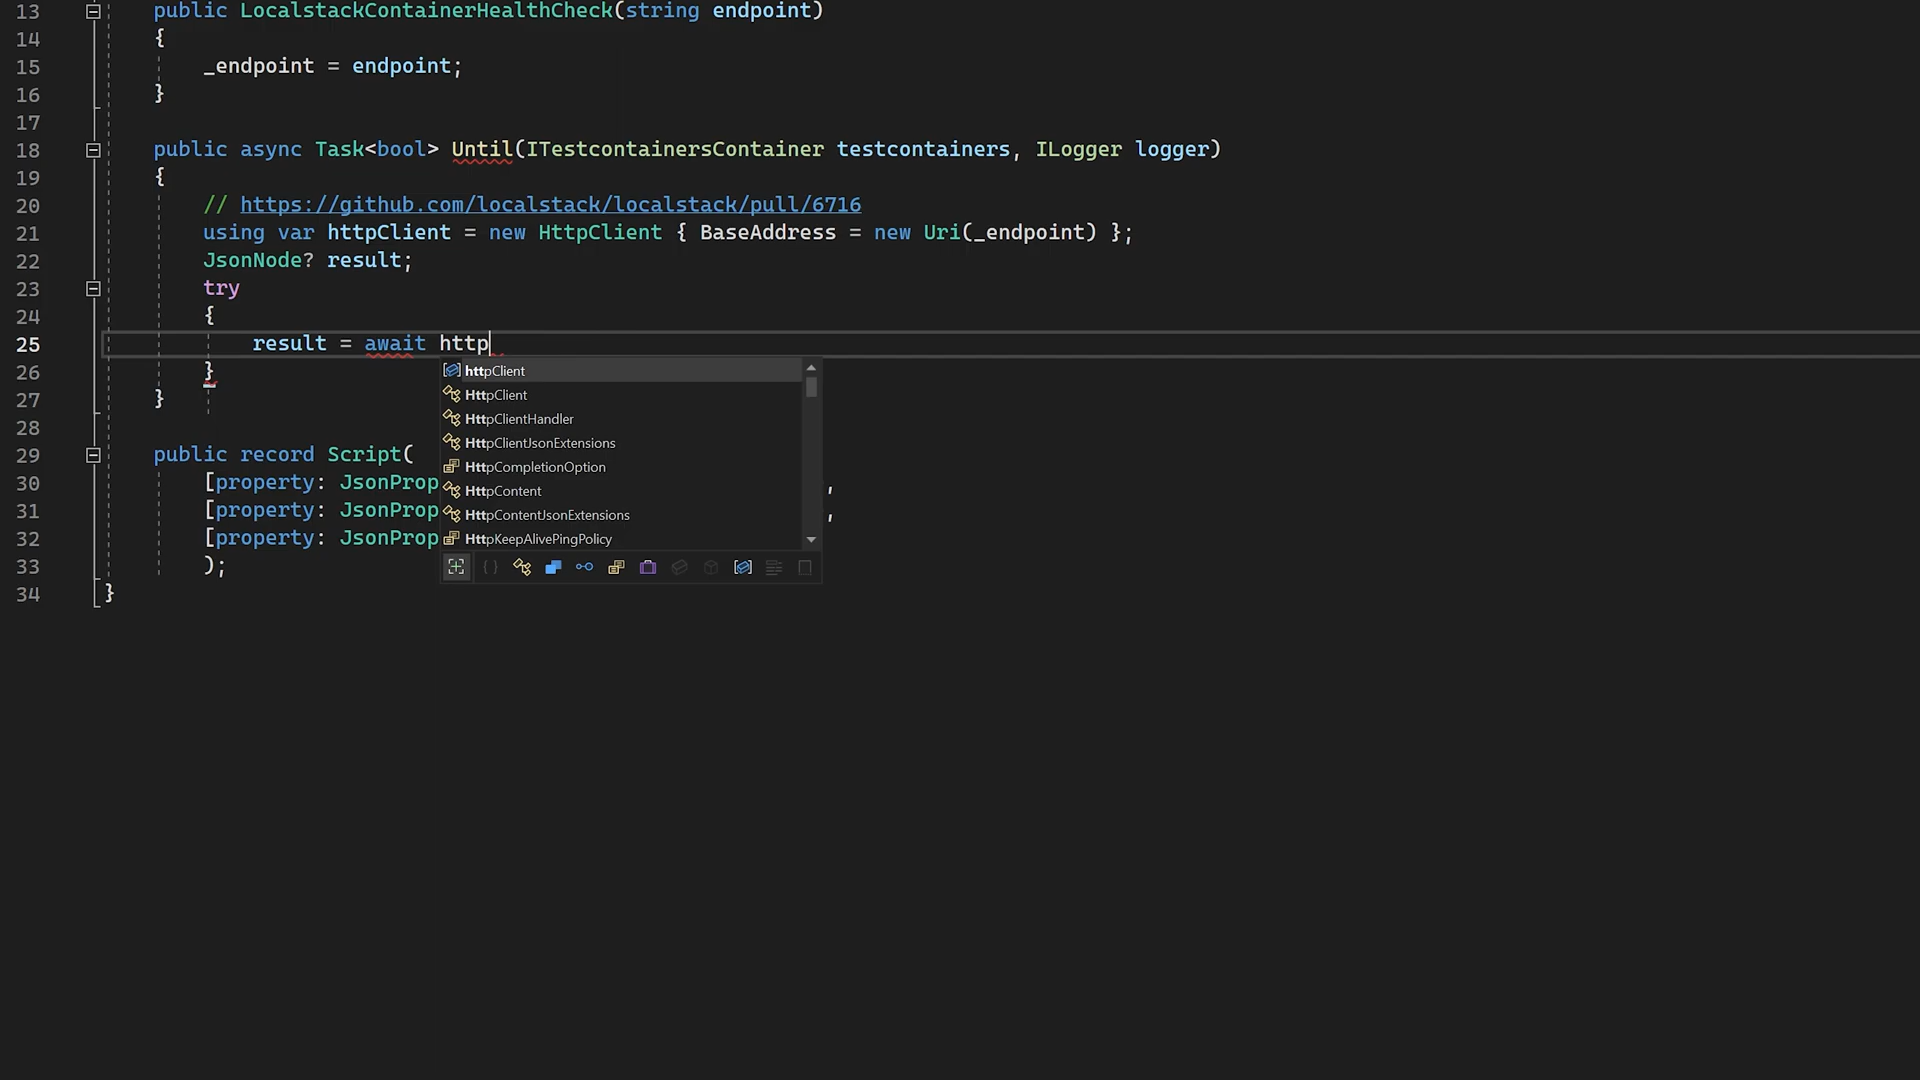 13 public LocalstackContainerHealthCheck(string endpoint)
14 {
15 _endpoint = endpoint;
16 }
17
18 public async Task<bool> Until(ITestcontainersContainer testcontainers, ILogger logger)
19 {
20 // https://github.com/localstack/localstack/pull/6716
21 using var httpClient = new HttpClient { BaseAddress = new Uri(_endpoint) };
22 JsonNode? result;
23 try
24 {
25 result = await http
26 }
27 }
28
29 public record Script(
30 [property: JsonProp ,
31 [property: JsonProp ,
32 [property: JsonProp
33 );
34 }
httpClient
HttpClient
HttpClientHandler
HttpClientJsonExtensions
HttpCompletionOption
HttpContent
HttpContentJsonExtensions
HttpKeepAlivePingPolicy